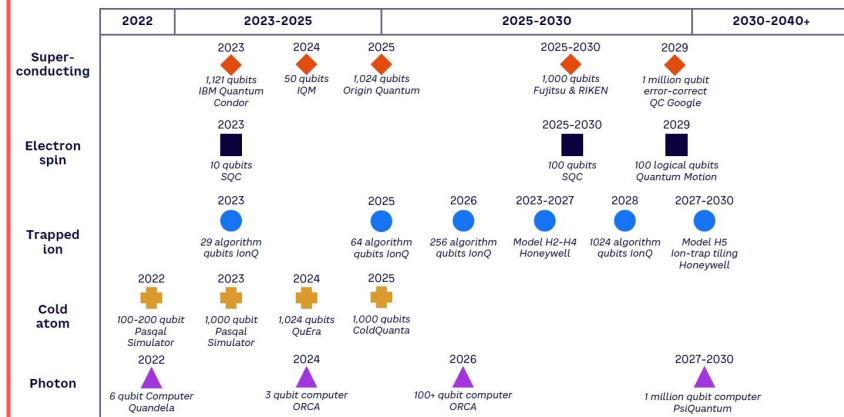 2022
2023-2025
2025-2030
2030-2040+
Super-
conducting
2023
1,121 qubits
IBM Quantum
Condor
2024
50 qubits
IQM
2025
1,024 qubits
Origin Quantum
2025-2030
1,000 qubits
Fujitsu & RIKEN
2029
1 million qubit
error-correct
QC Google
Electron
spin
2023
10 qubits
SQC
2025-2030
100 qubits
SQC
2029
100 logical qubits
Quantum Motion
Trapped
ion
2023
29 algorithm
qubits IonQ
2025
64 algorithm
qubits IonQ
2026
256 algorithm
qubits IonQ
2023-2027
Model H2-H4
Honeywell
2028
1024 algorithm
qubits IonQ
2027-2030
Model H5
Ion-trap tiling
Honeywell
Cold
atom
2022
100-200 qubit
Pasqal
Simulator
2023
1,000 qubit
Pasqal
Simulator
2024
1,024 qubits
QuEra
2025
1,000 qubits
ColdQuanta
Photon
2022
6 qubit Computer
Quandela
2024
3 qubit computer
ORCA
2026
100+ qubit computer
ORCA
2027-2030
1 million qubit computer
PsiQuantum